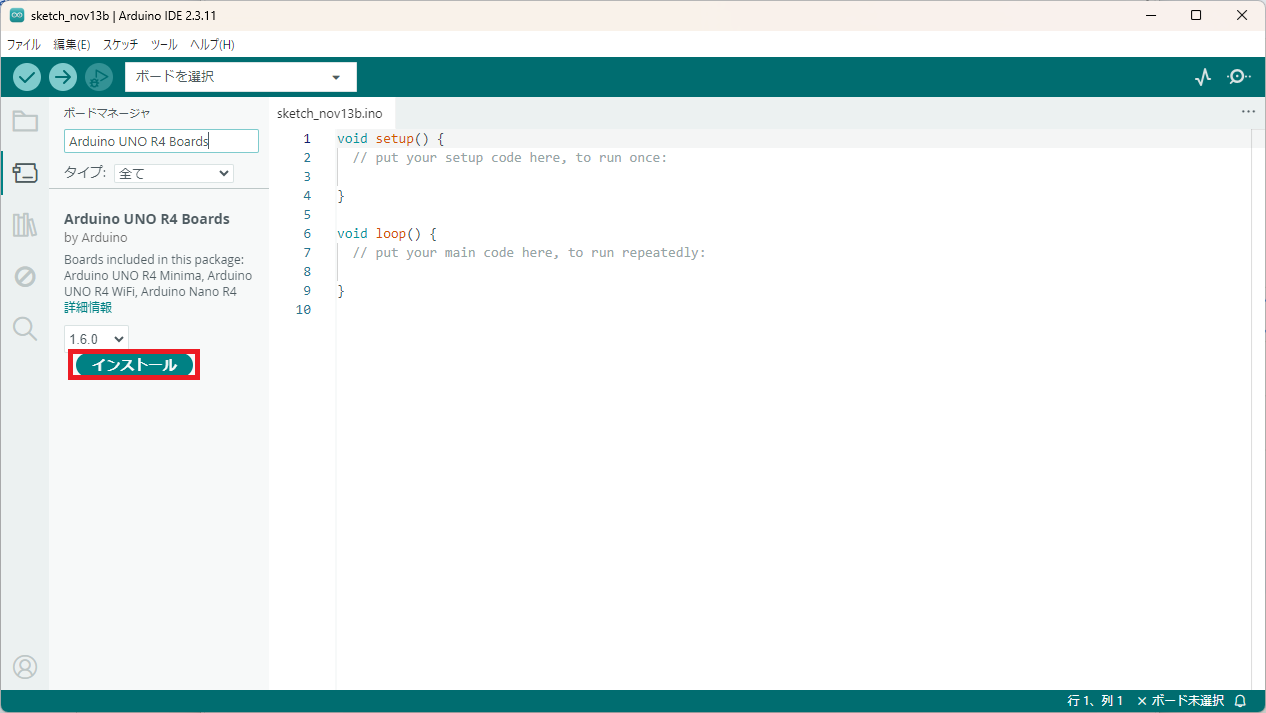 sketch_nov13b | Arduino IDE 2.3.11
ファイル 編集(E) スケッチ ツール ヘルプ(H)
ボードを選択
ボードマネージャ
Arduino UNO R4 Boards
タイプ: 全て
Arduino UNO R4 Boards
by Arduino
Boards included in this package:
Arduino UNO R4 Minima, Arduino
UNO R4 WiFi, Arduino Nano R4
詳細情報
1.6.0
インストール
sketch_nov13b.ino
1 void setup() {
2 // put your setup code here, to run once:
3
4 }
5
6 void loop() {
7 // put your main code here, to run repeatedly:
8
9 }
10
行 1、列 1 × ボード未選択